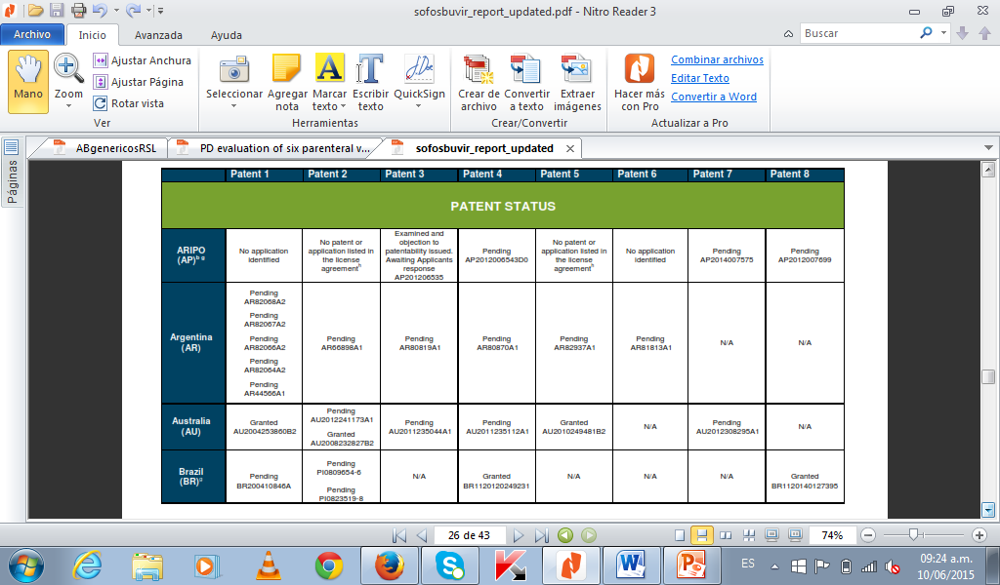 sofosbuvir_report_updated.pdf - Nitro Reader 3
Archivo Inicio Avanzada Ayuda Buscar
Mano
Zoom
Ajustar Anchura
Ajustar Página
Rotar vista
Ver
Seleccionar
Agregar nota
Marcar texto
Escribir texto
QuickSign
Herramientas
Crear de archivo
Convertir a texto
Extraer imágenes
Crear/Convertir
Hacer más con Pro
Combinar archivos
Editar Texto
Convertir a Word
Actualizar a Pro
ABgenericosRSL PD evaluation of six parenteral v... sofosbuvir_report_updated
Páginas
Patent 1 Patent 2 Patent 3 Patent 4 Patent 5 Patent 6 Patent 7 Patent 8
PATENT STATUS
ARIPO
(AP)b g
No application
identified
No patent or
application listed in
the license
agreementh
Examined and
objection to
patentability issued.
Awaiting Applicants
response
AP201206535
Pending
AP2012006543D0
No patent or
application listed in
the license
agreementh
No application
identified
Pending
AP2014007575
Pending
AP2012007699
Argentina
(AR)
Pending
AR82068A2
Pending
AR82067A2
Pending
AR82066A2
Pending
AR82064A2
Pending
AR44566A1
Pending
AR66898A1
Pending
AR80819A1
Pending
AR80870A1
Pending
AR82937A1
Pending
AR81813A1
N/A
N/A
Australia
(AU)
Granted
AU2004253860B2
Pending
AU2012241173A1
Granted
AU2008232827B2
Pending
AU2011235044A1
Pending
AU2011235112A1
Granted
AU2010249481B2
N/A
Pending
AU2012308295A1
N/A
Brazil
(BR)g
Pending
BR200410846A
Pending
PI0809654-6
Pending
PI0823519-8
N/A
Granted
BR1120120249231
N/A
N/A
N/A
Granted
BR1120140127395
26 de 43
74%
ES
09:24 a.m.
10/06/2015